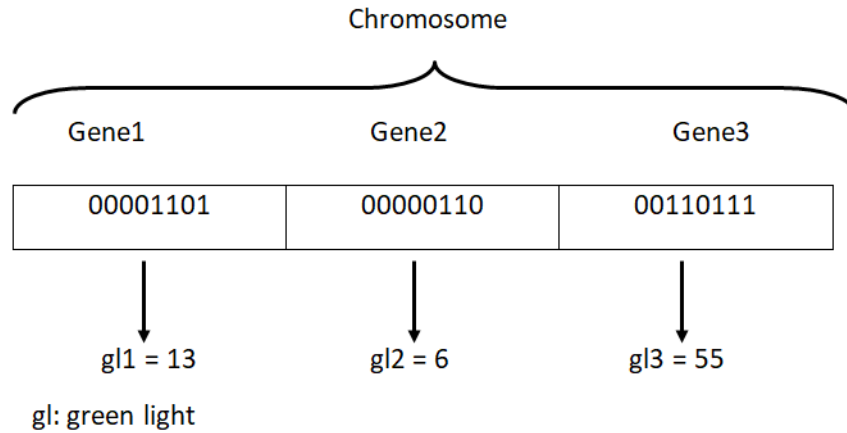 Chromosome
Gene1 Gene2 Gene3
00001101 00000110 00110111
gl1 = 13 gl2 = 6 gl3 = 55
gl: green light